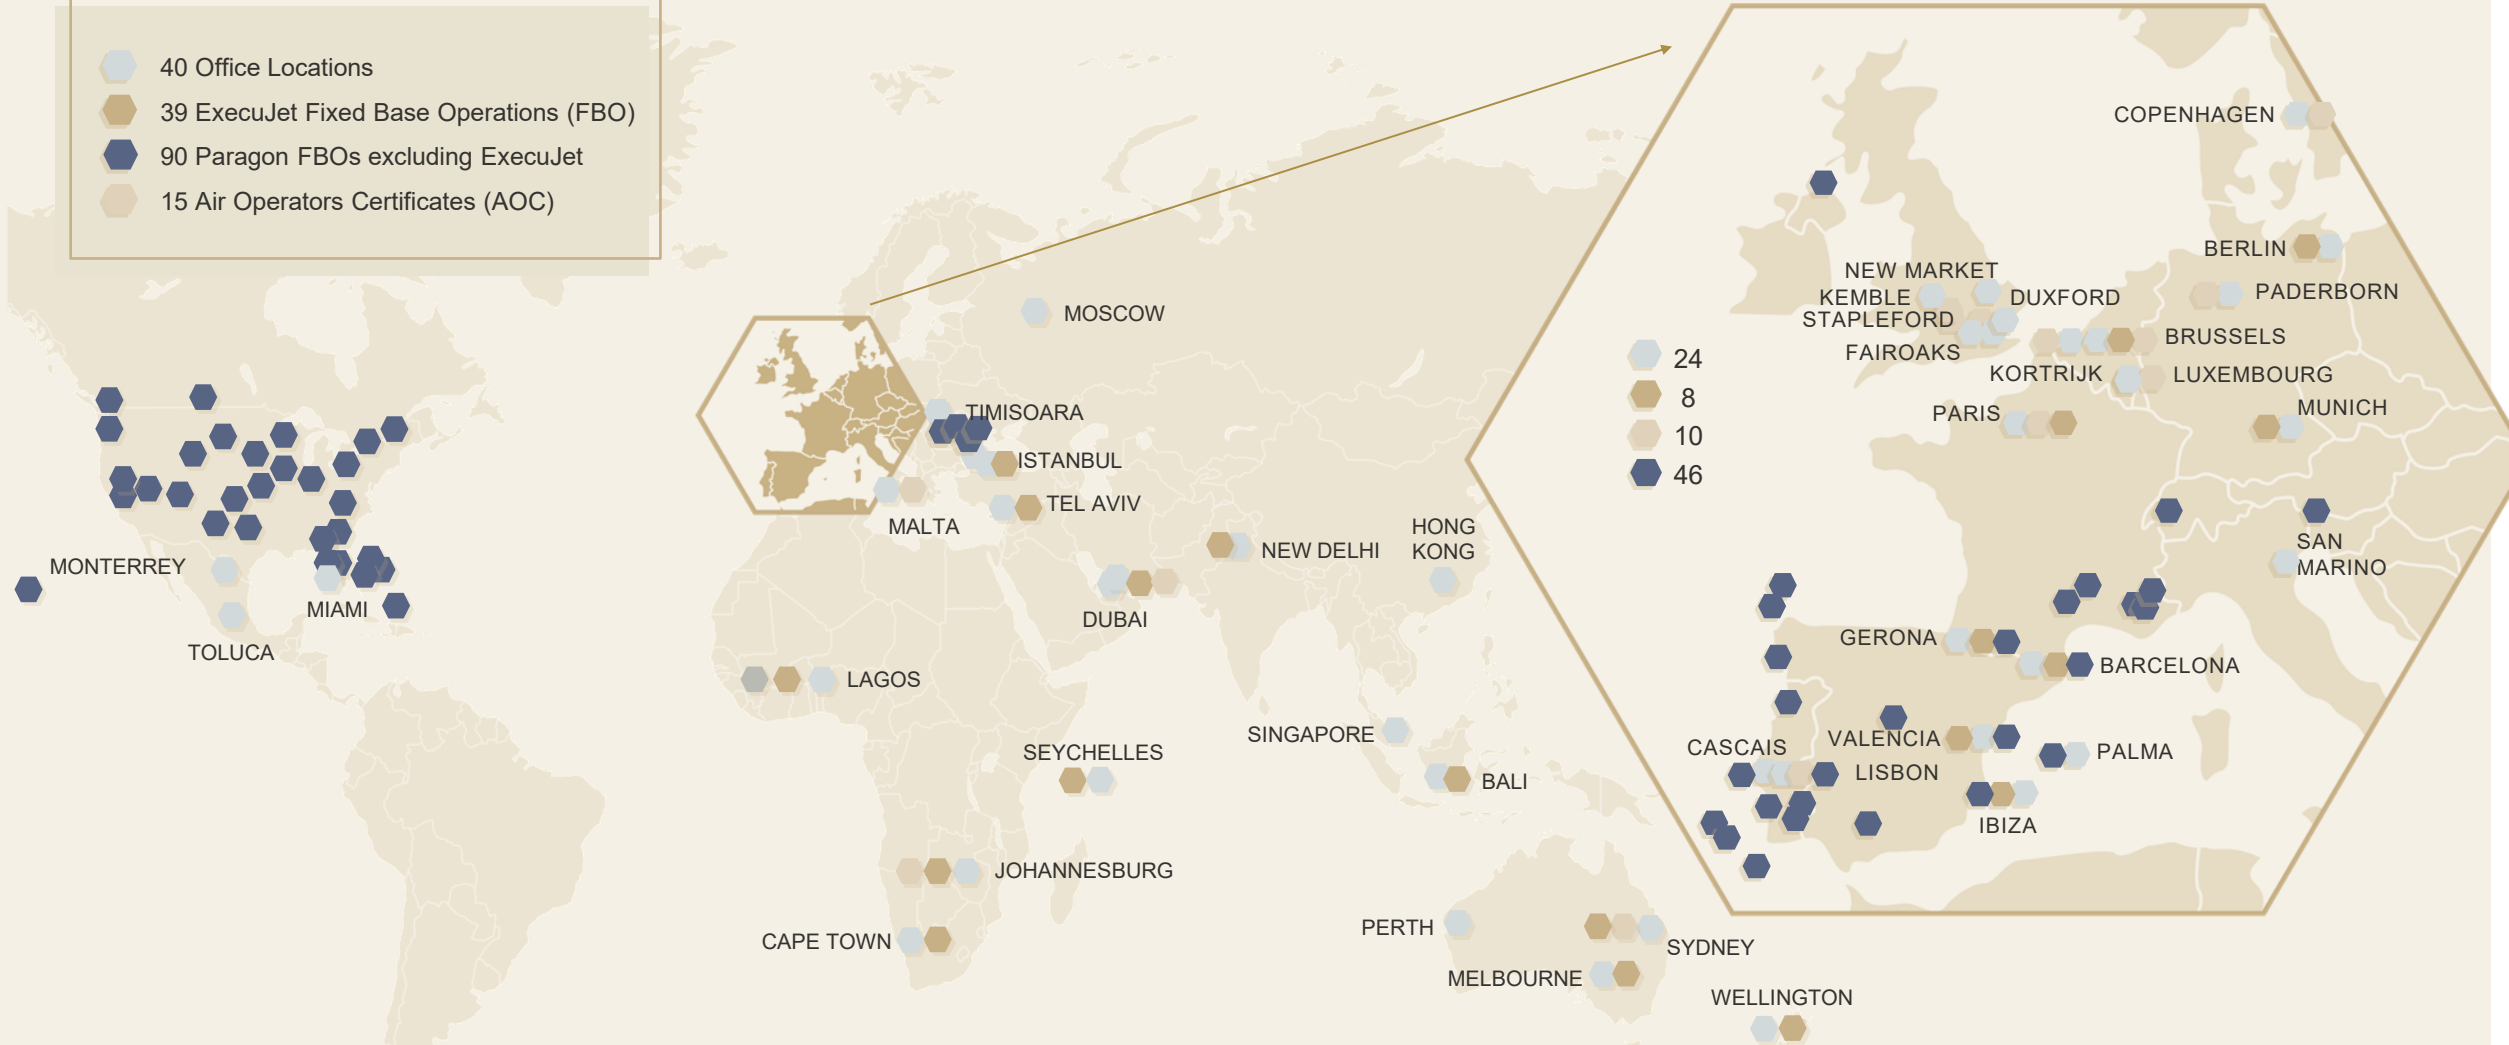 40 Office Locations
39 ExecuJet Fixed Base Operations (FBO)
90 Paragon FBOs excluding ExecuJet
15 Air Operators Certificates (AOC)
MOSCOW
TIMISOARA
ISTANBUL
TEL AVIV
MALTA
NEW DELHI
HONG
KONG
DUBAI
MONTERREY
MIAMI
TOLUCA
LAGOS
SEYCHELLES
SINGAPORE
BALI
JOHANNESBURG
CAPE TOWN
PERTH
SYDNEY
MELBOURNE
WELLINGTON
24
8
10
46
COPENHAGEN
BERLIN
NEW MARKET
KEMBLE
DUXFORD
PADERBORN
STAPLEFORD
BRUSSELS
FAIROAKS
KORTRIJK
LUXEMBOURG
PARIS
MUNICH
SAN
MARINO
GERONA
BARCELONA
VALENCIA
CASCAIS
PALMA
LISBON
IBIZA